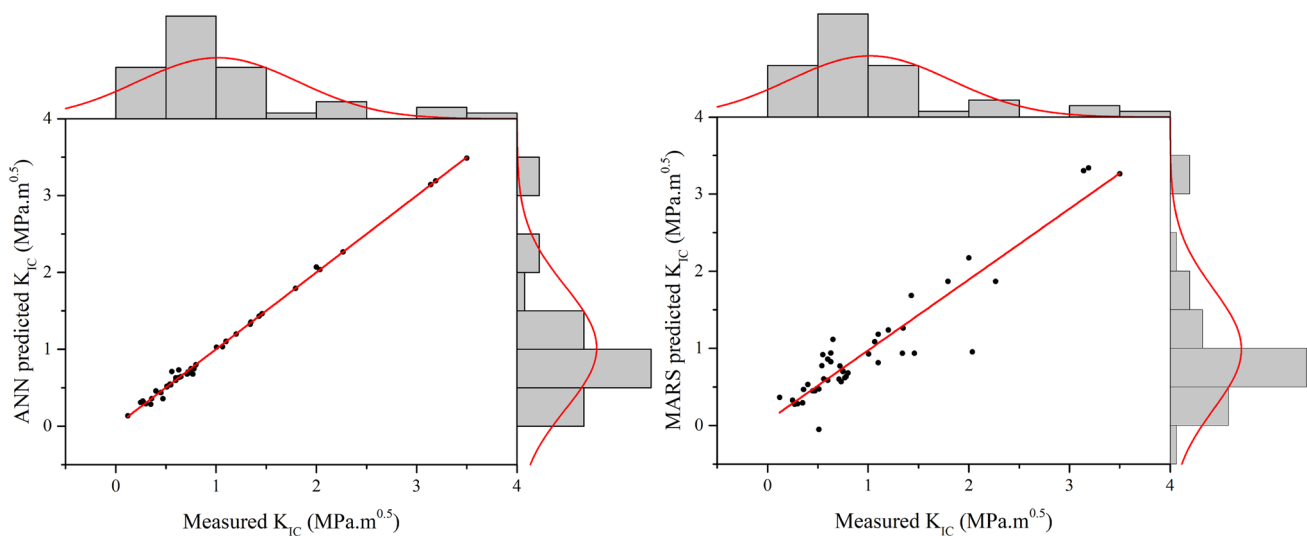 4
3
2
1
0
ANN predicted K_IC (MPa.m^0.5)
0 1 2 3 4
Measured K_IC (MPa.m^0.5)
4
3
2
1
0
MARS predicted K_IC (MPa.m^0.5)
0 1 2 3 4
Measured K_IC (MPa.m^0.5)